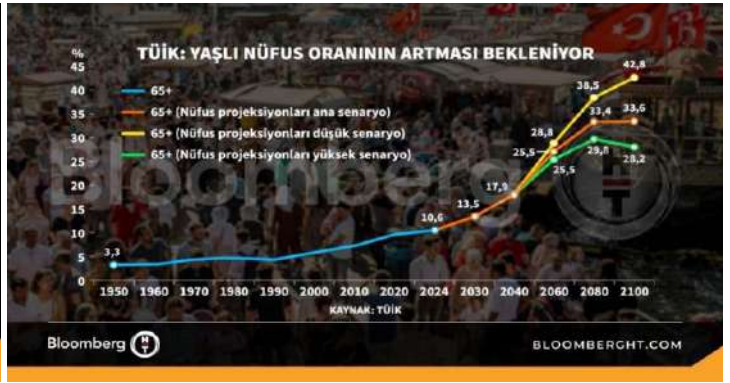 TÜİK: YAŞLI NÜFUS ORANININ ARTMASI BEKLENİYOR
%
45
40
35
30
25
20
15
10
5
0
65+
65+ (Nüfus projeksiyonları ana senaryo)
65+ (Nüfus projeksiyonları düşük senaryo)
65+ (Nüfus projeksiyonları yüksek senaryo)
Bloomberg
3,3
10,6
13,5
17,9
28,8
25,5
25,5
38,5
33,4
29,8
42,8
33,6
28,2
1950 1960 1970 1980 1990 2000 2010 2020 2024 2030 2040 2060 2080 2100
KAYNAK: TÜİK
Bloomberg HT
BLOOMBERGHT.COM